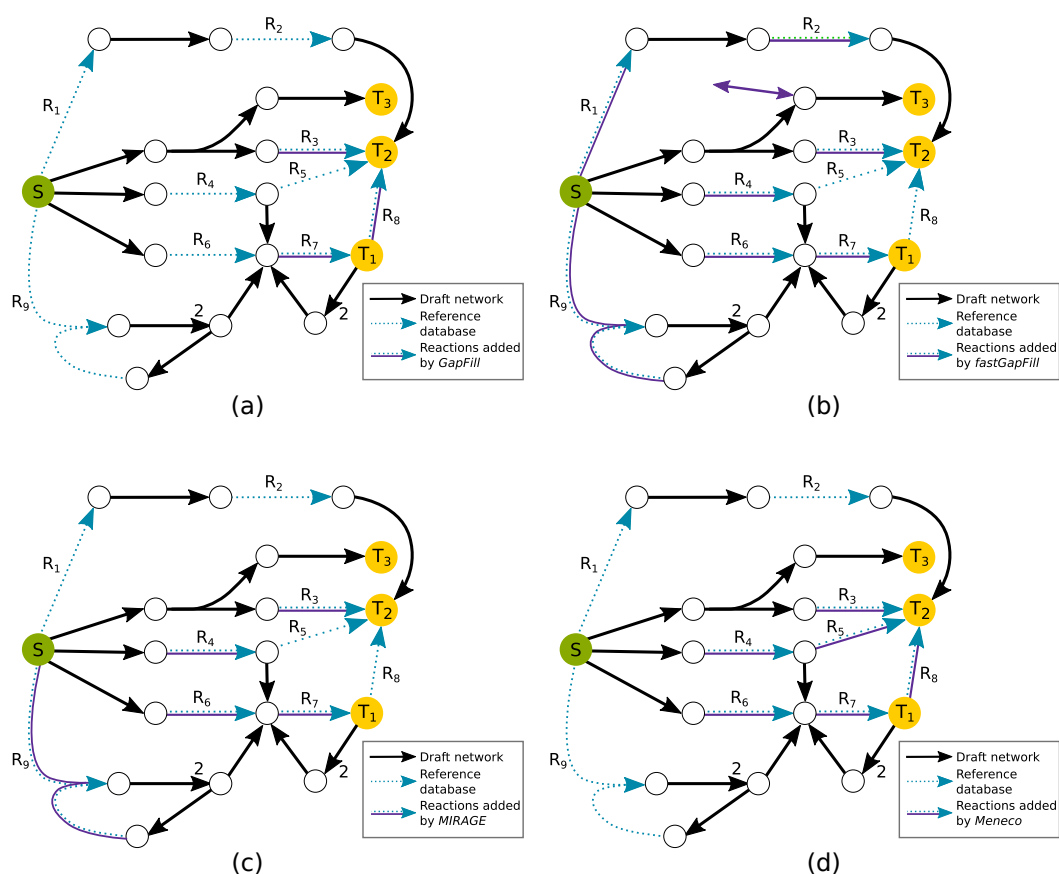 R2
R1
T3
R3
T2
R5
R4
S
R8
R6
R7
T1
R9
2
2
Draft network
Reference
database
Reactions added
by GapFill
(a)
R2
R1
T3
R3
T2
R5
R4
S
R8
R6
R7
T1
R9
2
2
Draft network
Reference
database
Reactions added
by fastGapFill
(b)
R2
R1
T3
R3
T2
R5
R4
S
R8
R6
R7
T1
R9
2
2
Draft network
Reference
database
Reactions added
by MIRAGE
(c)
R2
R1
T3
R3
T2
R5
R4
S
R8
R6
R7
T1
R9
2
2
Draft network
Reference
database
Reactions added
by Meneco
(d)